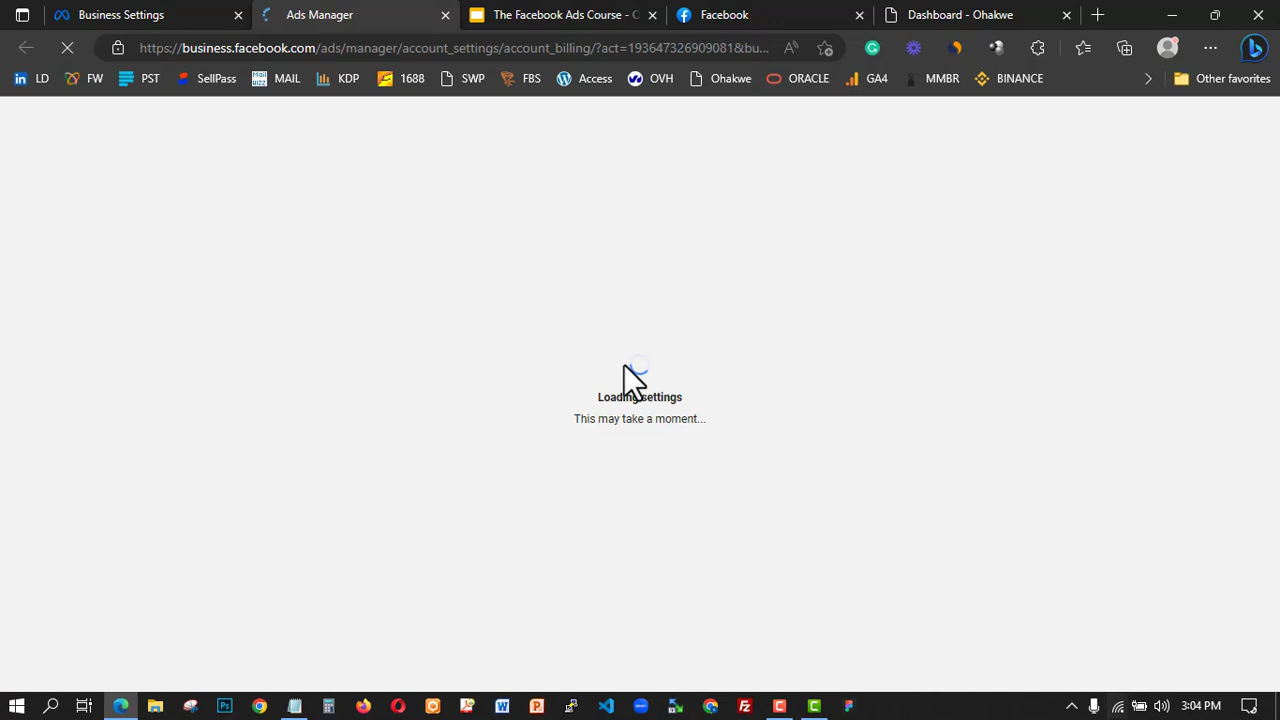 Business Settings
Ads Manager
The Facebook Ads Course - O
Facebook
Dashboard - Ohakwe
https://business.facebook.com/ads/manager/account_settings/account_billing/?act=193647326909081&bu...
LD
FW
PST
SellPass
MAIL
KDP
1688
SWP
FBS
Access
OVH
Ohakwe
ORACLE
GA4
MMBR
BINANCE
Other favorites
Loading settings
This may take a moment...
3:04 PM